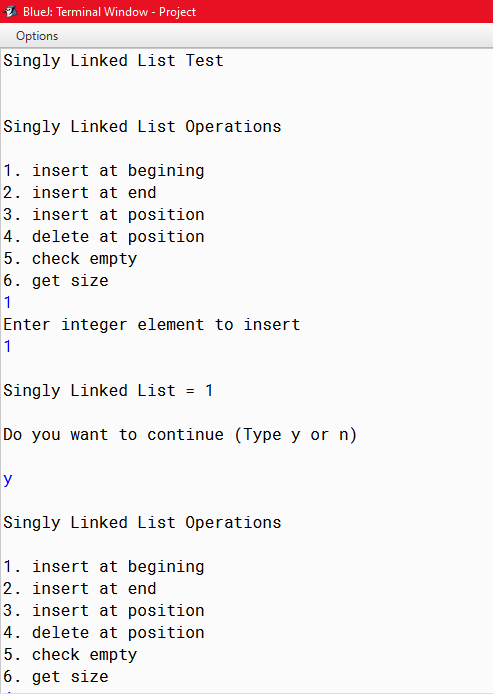 BlueJ: Terminal Window - Project
Options
Singly Linked List Test
Singly Linked List Operations
1. insert at begining
2. insert at end
3. insert at position
4. delete at position
5. check empty
6. get size
1
Enter integer element to insert
1
Singly Linked List = 1
Do you want to continue (Type y or n)
y
Singly Linked List Operations
1. insert at begining
2. insert at end
3. insert at position
4. delete at position
5. check empty
6. get size